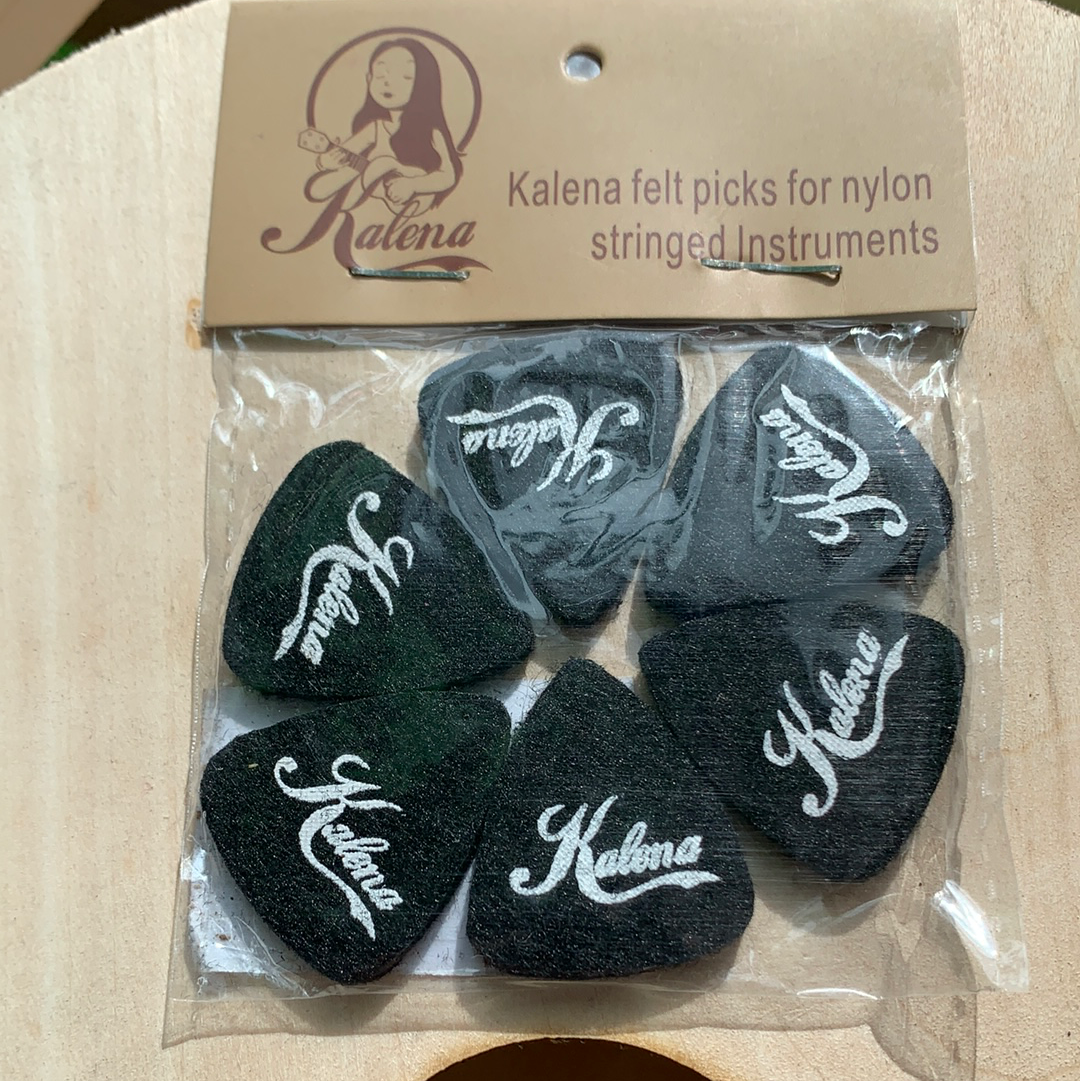 Kalena
Kalena felt picks for nylon
stringed Instruments
Kalena
Kalena
Kalena
Kalena
Kalena
Kalena